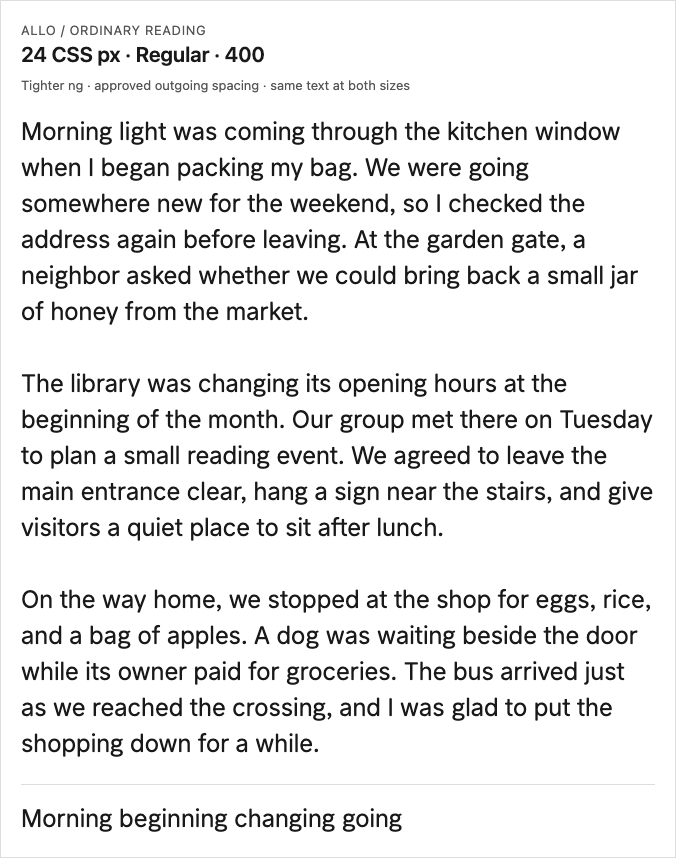 ALLO / ORDINARY READING
24 CSS px · Regular · 400
Tighter ng · approved outgoing spacing · same text at both sizes
Morning light was coming through the kitchen window
when I began packing my bag. We were going
somewhere new for the weekend, so I checked the
address again before leaving. At the garden gate, a
neighbor asked whether we could bring back a small jar
of honey from the market.
The library was changing its opening hours at the
beginning of the month. Our group met there on Tuesday
to plan a small reading event. We agreed to leave the
main entrance clear, hang a sign near the stairs, and give
visitors a quiet place to sit after lunch.
On the way home, we stopped at the shop for eggs, rice,
and a bag of apples. A dog was waiting beside the door
while its owner paid for groceries. The bus arrived just
as we reached the crossing, and I was glad to put the
shopping down for a while.
Morning beginning changing going